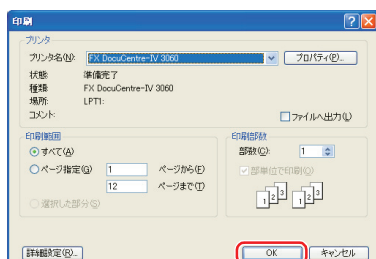 印刷
プリンタ
プリンタ名(N): FX DocuCentre-IV 3060 プロパティ(P)...
状態: 準備完了
種類: FX DocuCentre-IV 3060
場所: LPT1:
コメント: ファイルへ出力(L)
印刷範囲
すべて(A)
ページ指定(G) 1 ページから(F)
12 ページまで(T)
選択した部分(S)
印刷部数
部数(C): 1
部単位で印刷(O)
1 2 3 1 2 3
詳細設定(R)... OK キャンセル